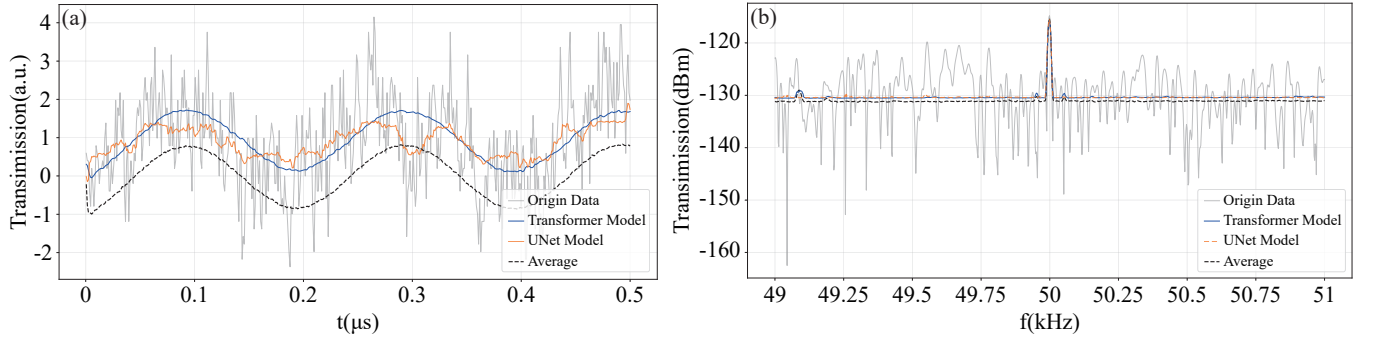 (a)
Transimission(a.u.)
4
3
2
1
0
-1
-2
0
0.1
0.2
0.3
0.4
0.5
t(μs)
Origin Data
Transformer Model
UNet Model
Average
(b)
Transimission(dBm)
-120
-130
-140
-150
-160
49
49.25
49.5
49.75
50
50.25
50.5
50.75
51
f(kHz)
Origin Data
Transformer Model
UNet Model
Average